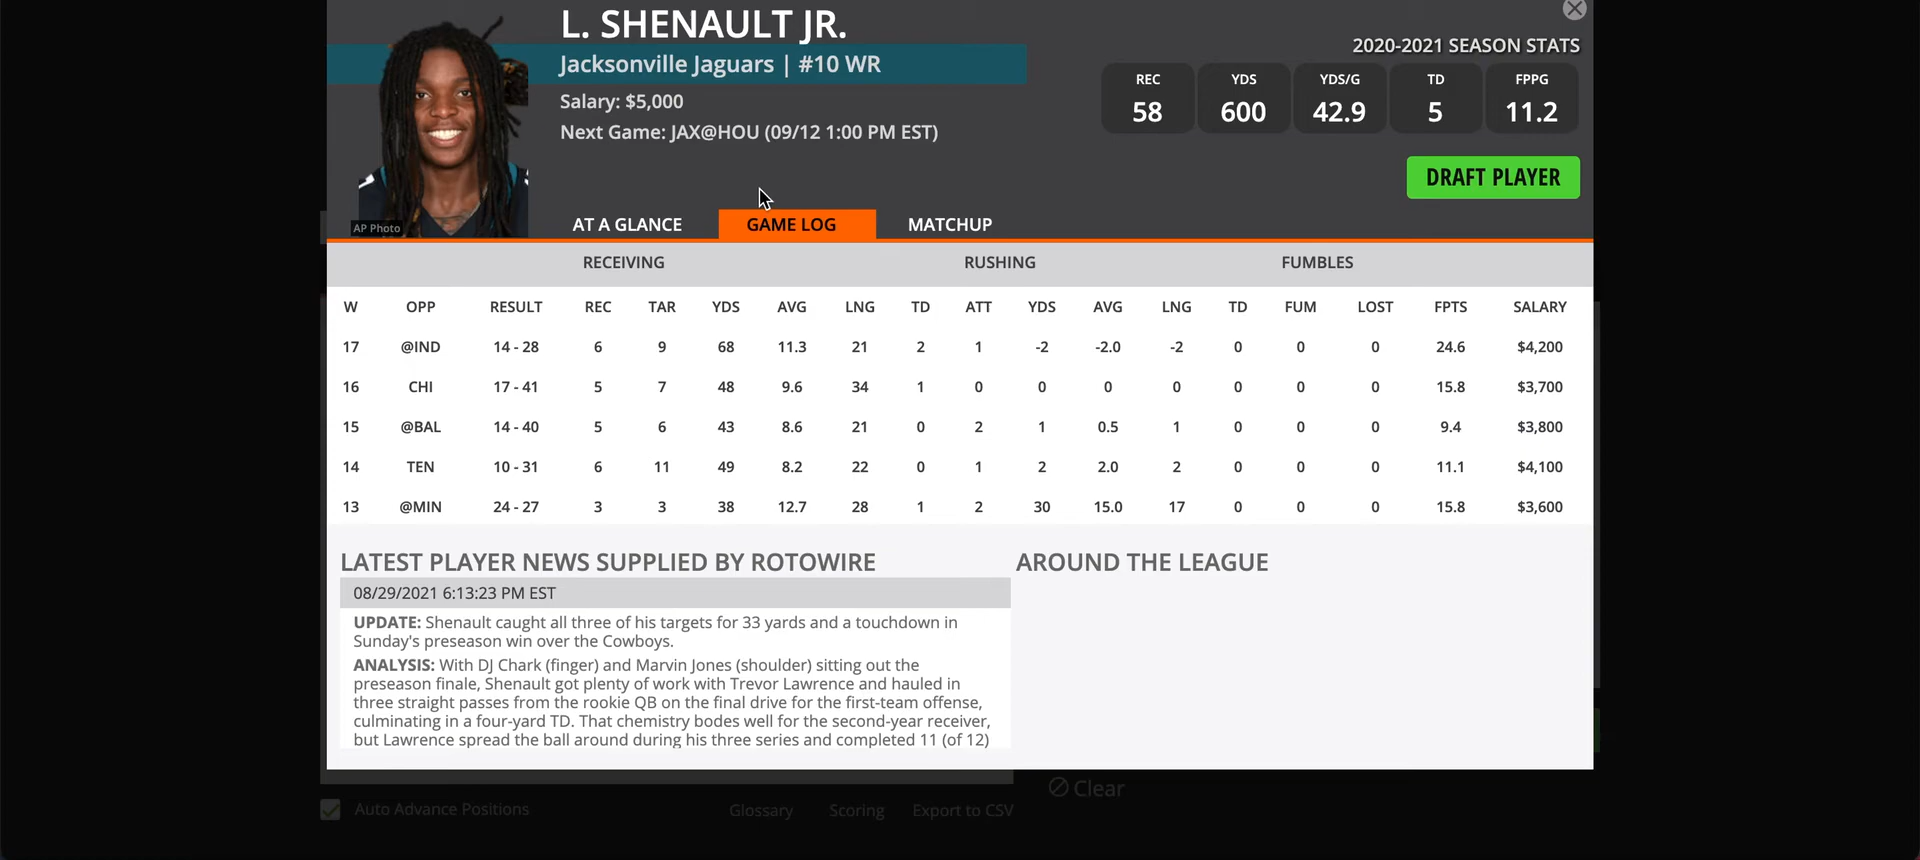 L. SHENAULT JR.
Jacksonville Jaguars | #10 WR
Salary: $5,000
Next Game: JAX@HOU (09/12 1:00 PM EST)
2020-2021 SEASON STATS
REC YDS YDS/G TD FPPG
58 600 42.9 5 11.2
DRAFT PLAYER
AP Photo
AT A GLANCE GAME LOG MATCHUP
RECEIVING RUSHING FUMBLES
W OPP RESULT REC TAR YDS AVG LNG TD ATT YDS AVG LNG TD FUM LOST FPTS SALARY
17 @IND 14 - 28 6 9 68 11.3 21 2 1 -2 -2.0 -2 0 0 0 24.6 $4,200
16 CHI 17 - 41 5 7 48 9.6 34 1 0 0 0 0 0 0 0 15.8 $3,700
15 @BAL 14 - 40 5 6 43 8.6 21 0 2 1 0.5 1 0 0 0 9.4 $3,800
14 TEN 10 - 31 6 11 49 8.2 22 0 1 2 2.0 2 0 0 0 11.1 $4,100
13 @MIN 24 - 27 3 3 38 12.7 28 1 2 30 15.0 17 0 0 0 15.8 $3,600
LATEST PLAYER NEWS SUPPLIED BY ROTOWIRE
08/29/2021 6:13:23 PM EST
UPDATE: Shenault caught all three of his targets for 33 yards and a touchdown in
Sunday's preseason win over the Cowboys.
ANALYSIS: With DJ Chark (finger) and Marvin Jones (shoulder) sitting out the
preseason finale, Shenault got plenty of work with Trevor Lawrence and hauled in
three straight passes from the rookie QB on the final drive for the first-team offense,
culminating in a four-yard TD. That chemistry bodes well for the second-year receiver,
but Lawrence spread the ball around during his three series and completed 11 (of 12)
AROUND THE LEAGUE
Clear
Auto Advance Positions
Glossary Scoring Export to CSV